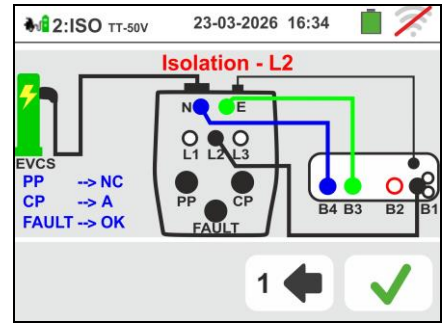 2:ISO TT-50V 23-03-2026 16:34
Isolation - L2
N E
L1 L2 L3
EVCS
PP --> NC
CP --> A
FAULT --> OK
PP CP
FAULT
B4 B3 B2 B1
1